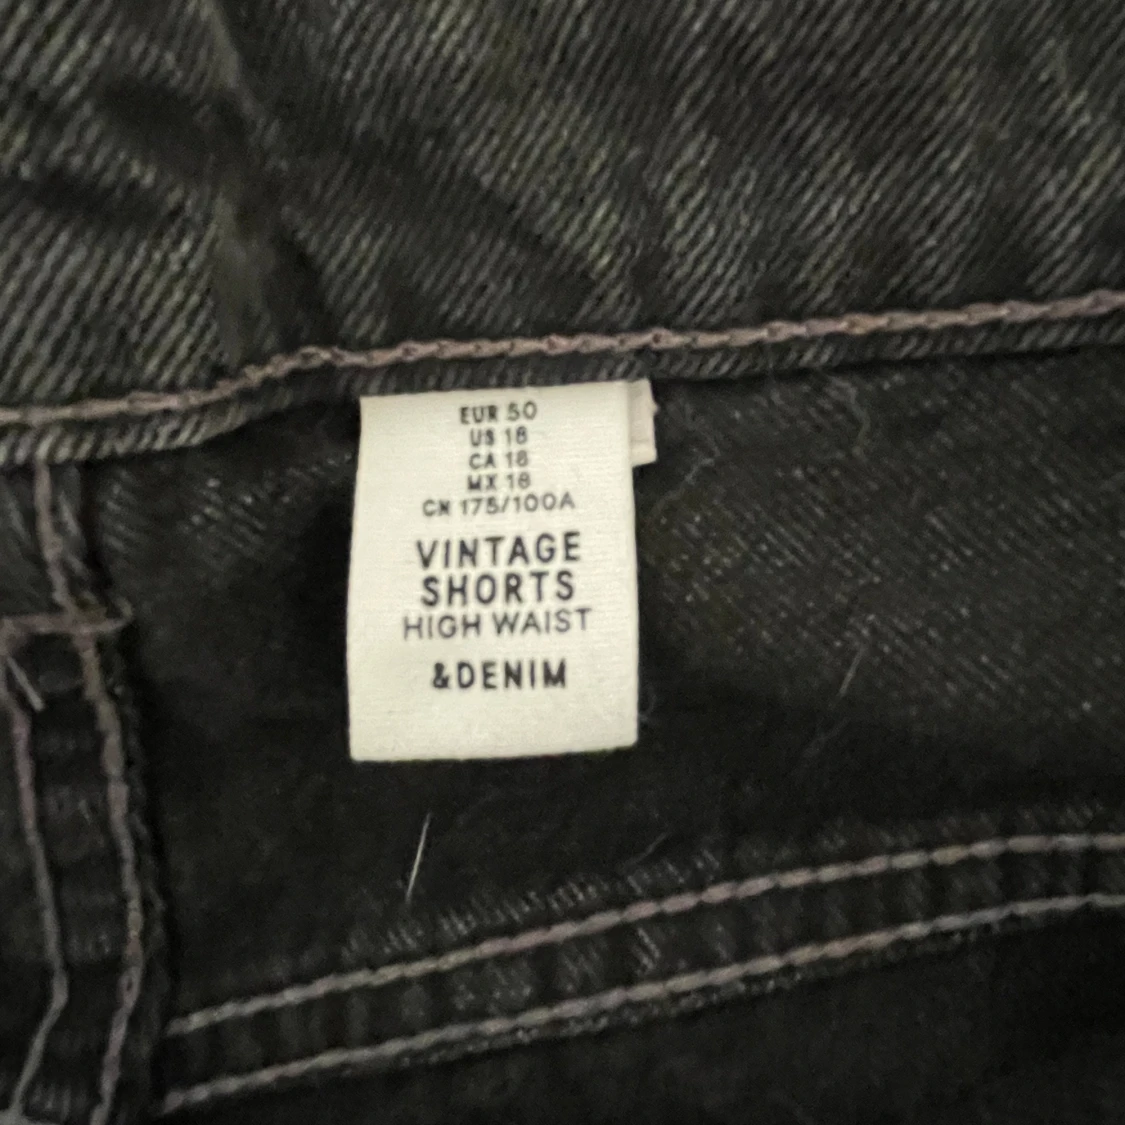 EUR 50
US 18
CA 18
MX 18
CN 175/100A
VINTAGE
SHORTS
HIGH WAIST
&DENIM